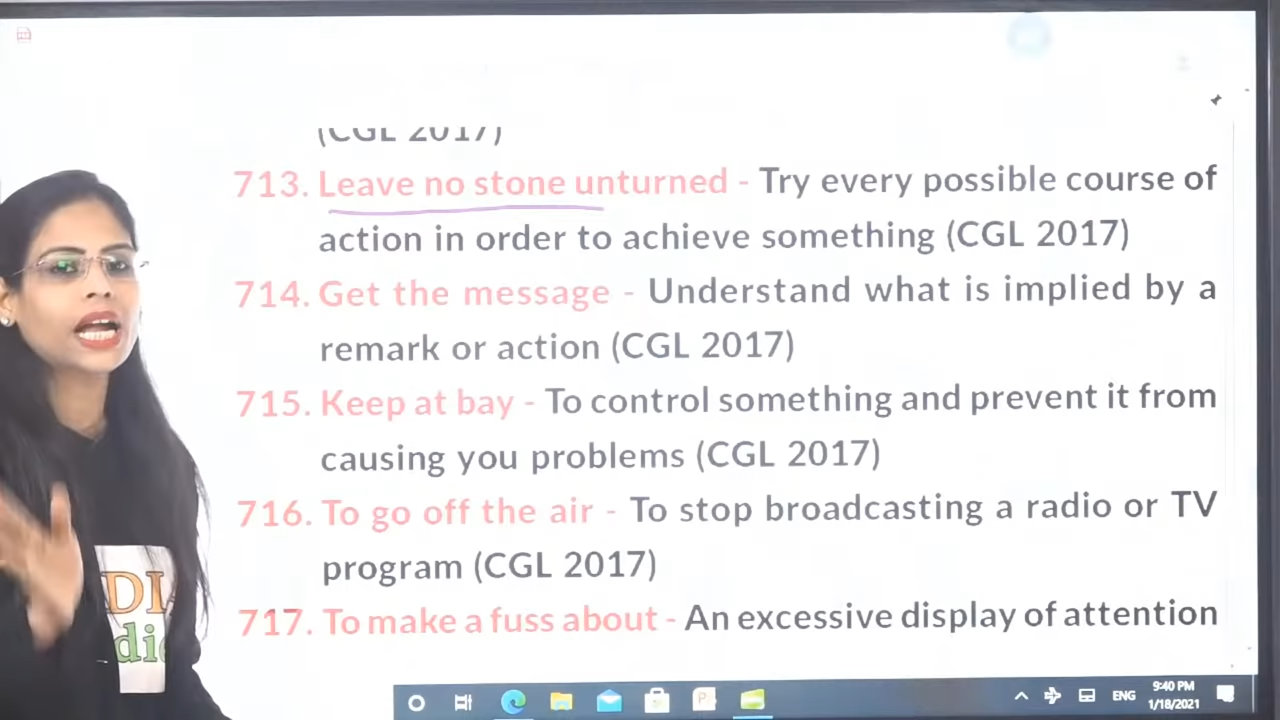 (CGL 2017)
713. Leave no stone unturned - Try every possible course of
action in order to achieve something (CGL 2017)
714. Get the message - Understand what is implied by a
remark or action (CGL 2017)
715. Keep at bay - To control something and prevent it from
causing you problems (CGL 2017)
716. To go off the air - To stop broadcasting a radio or TV
program (CGL 2017)
717. To make a fuss about - An excessive display of attention
ENG
9:40 PM
1/18/2021